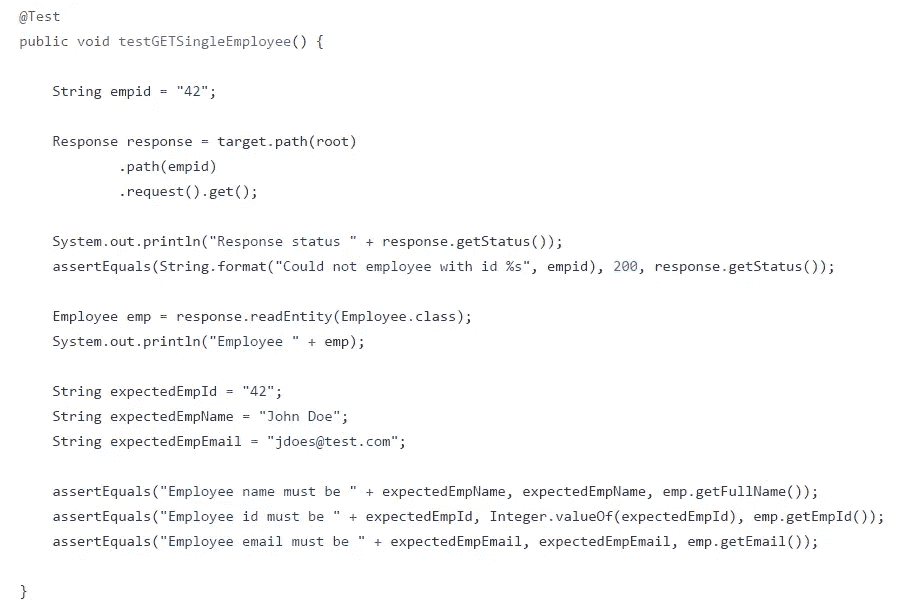 @Test
public void testGETSingleEmployee() {
String empid = "42";
Response response = target.path(root)
.path(empid)
.request().get();
System.out.println("Response status " + response.getStatus());
assertEquals(String.format("Could not employee with id %s", empid), 200, response.getStatus());
Employee emp = response.readEntity(Employee.class);
System.out.println("Employee " + emp);
String expectedEmpId = "42";
String expectedEmpName = "John Doe";
String expectedEmpEmail = "jdoes@test.com";
assertEquals("Employee name must be " + expectedEmpName, expectedEmpName, emp.getFullName());
assertEquals("Employee id must be " + expectedEmpId, Integer.valueOf(expectedEmpId), emp.getEmpId());
assertEquals("Employee email must be " + expectedEmpEmail, expectedEmpEmail, emp.getEmail());
}